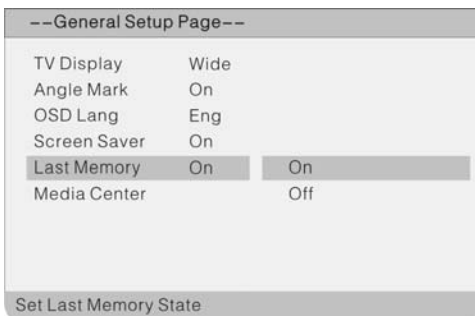 --General Setup Page--
TV Display Wide
Angle Mark On
OSD Lang Eng
Screen Saver On
Last Memory On On
Media Center Off
Set Last Memory State